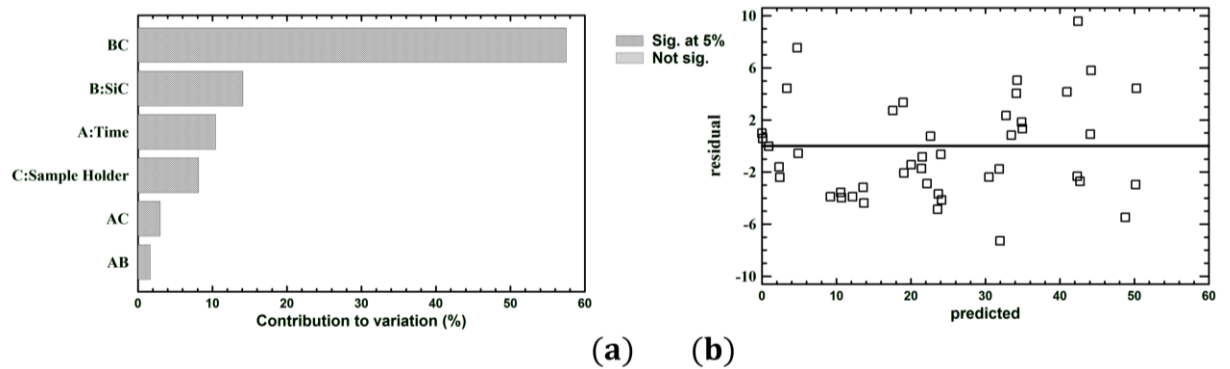 BC
B:SiC
A:Time
C:Sample Holder
AC
AB
0 10 20 30 40 50 60
Contribution to variation (%)
Sig. at 5%
Not sig.
10
6
2
-2
-6
-10
residual
0 10 20 30 40 50 60
predicted
(a) (b)